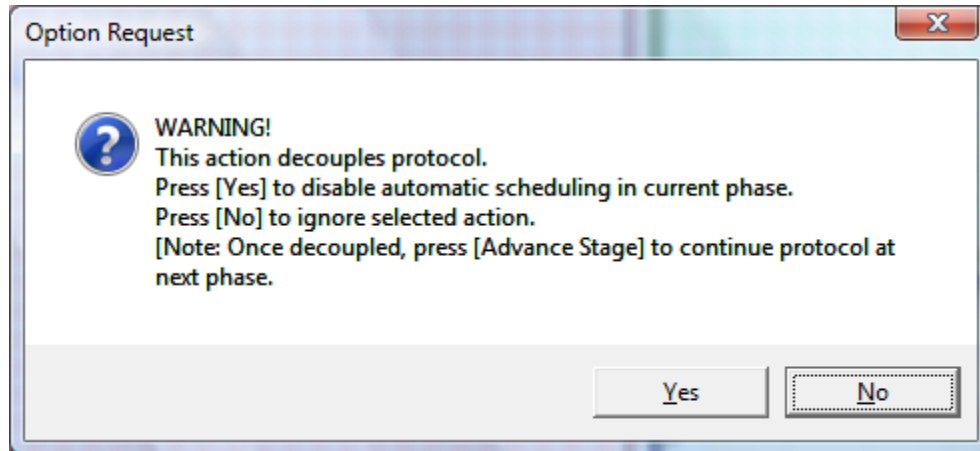 Option Request
WARNING!
This action decouples protocol.
Press [Yes] to disable automatic scheduling in current phase.
Press [No] to ignore selected action.
[Note: Once decoupled, press [Advance Stage] to continue protocol at
next phase.
Yes
No